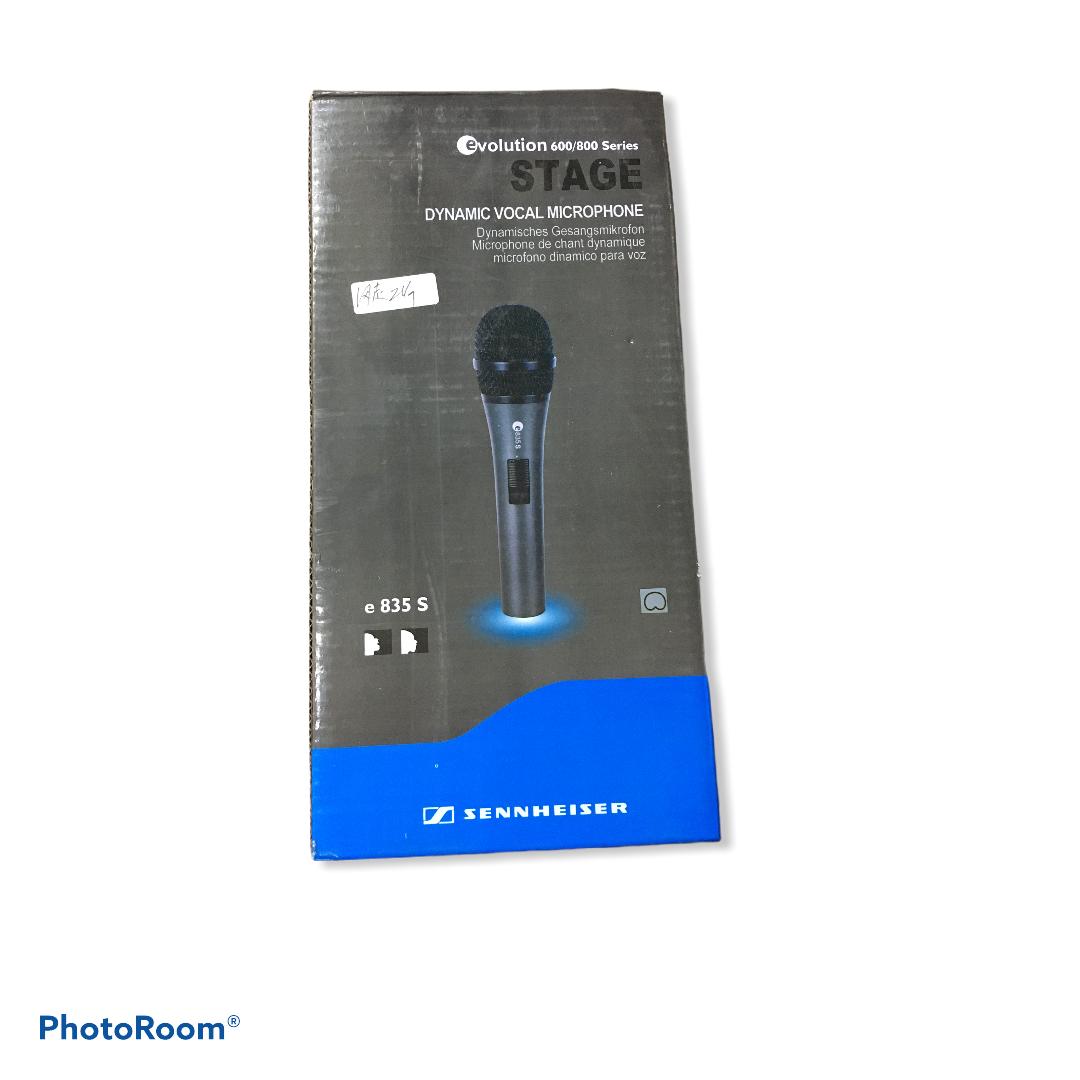 evolution 600/800 Series
STAGE
DYNAMIC VOCAL MICROPHONE
Dynamisches Gesangsmikrofon
Microphone de chant dynamique
microfono dinamico para voz
e835 S
e 835 S
SENNHEISER
PhotoRoom®